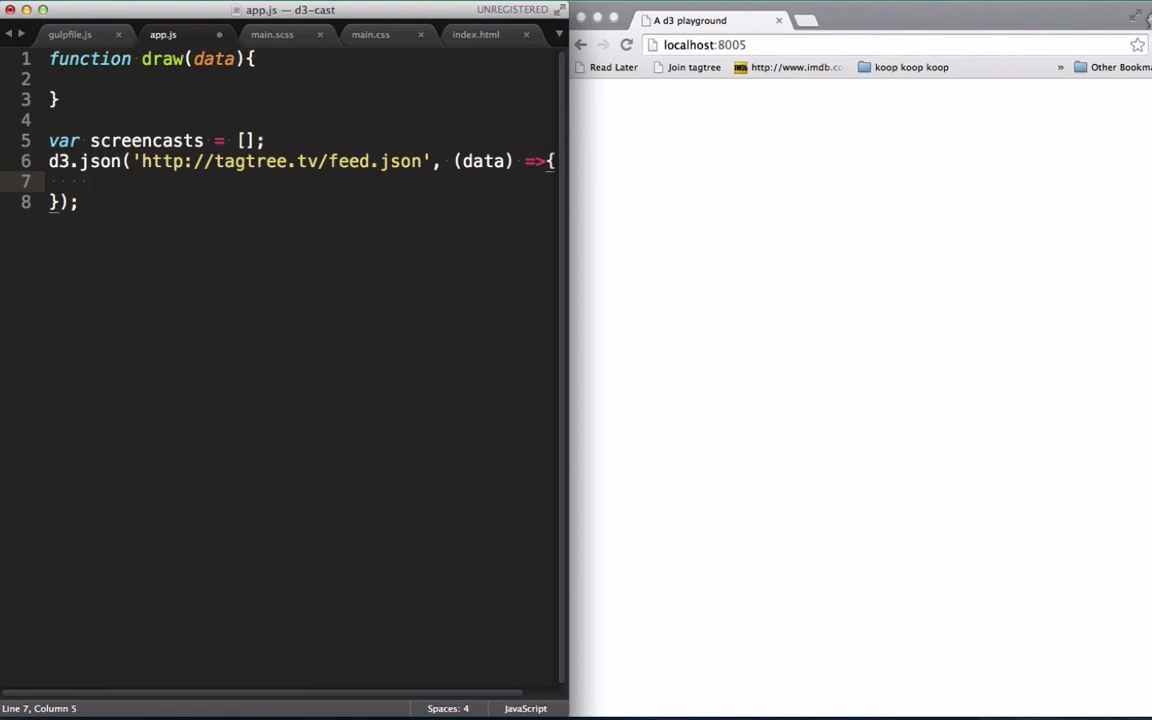 app.js — d3-cast
UNREGISTERED
gulpfile.js
app.js
main.scss
main.css
index.html
1 function draw(data){
2
3 }
4
5 var screencasts = [];
6 d3.json('http://tagtree.tv/feed.json', (data) =>{
7
8 });
Line 7, Column 5
Spaces: 4
JavaScript
A d3 playground
localhost:8005
Read Later
Join tagtree
http://www.imdb.co
koop koop koop
»
Other Bookma